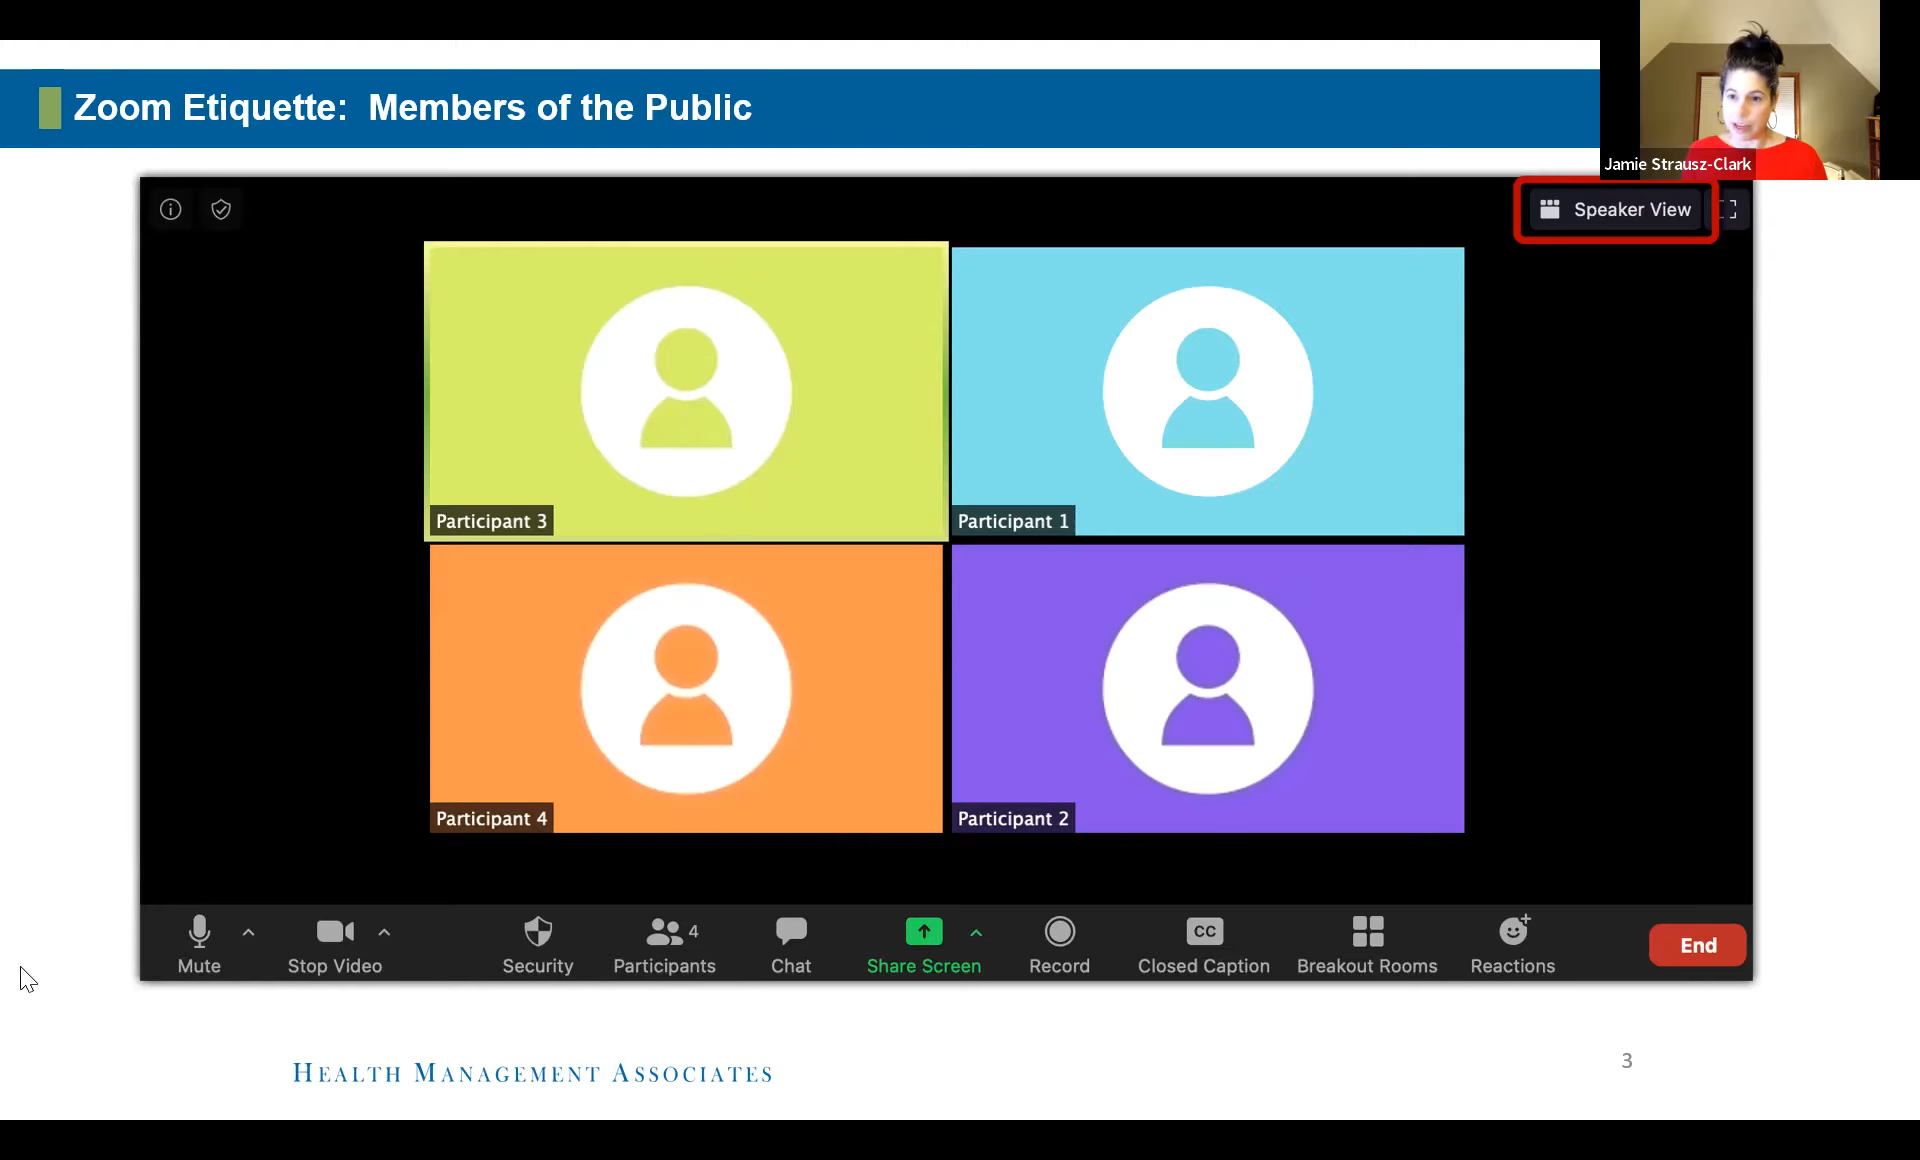 Zoom Etiquette:  Members of the Public
Jamie Strausz-Clark
Speaker View
Participant 3
Participant 1
Participant 4
Participant 2
4
CC
Mute
Stop Video
Security
Participants
Chat
Share Screen
Record
Closed Caption
Breakout Rooms
Reactions
End
HEALTH MANAGEMENT ASSOCIATES
3